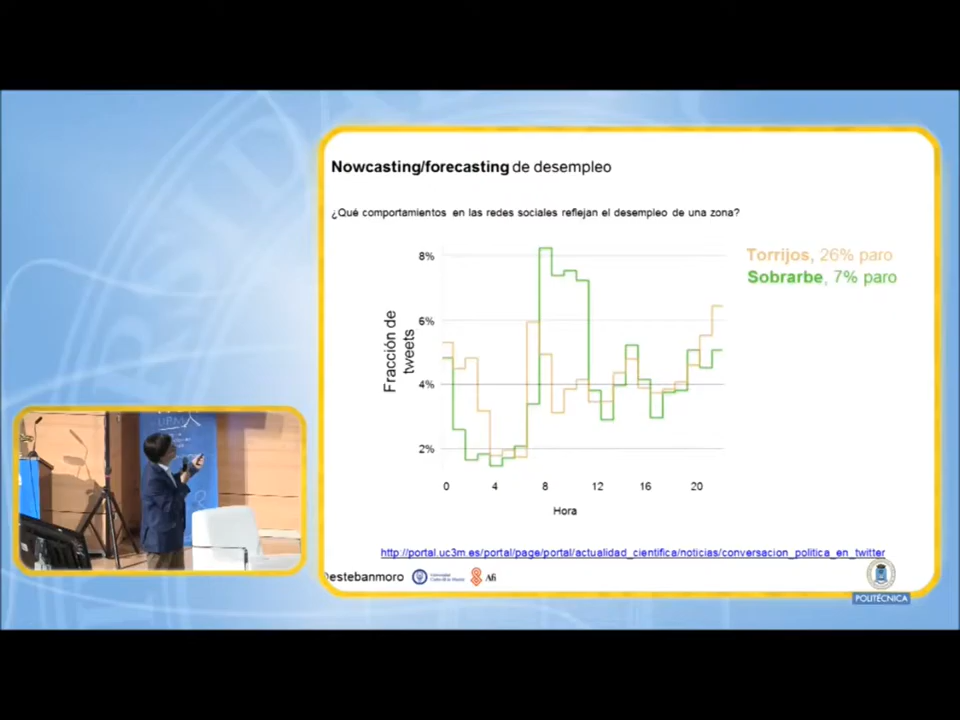 Nowcasting/forecasting de desempleo
¿Qué comportamientos en las redes sociales reflejan el desempleo de una zona?
8%
6%
4%
2%
Fracción de
tweets
0 4 8 12 16 20
Hora
Torrijos, 26% paro
Sobrarbe, 7% paro
http://portal.uc3m.es/portal/page/portal/actualidad_cientifica/noticias/conversacion_politica_en_twitter
@estebanmoro
Afi
POLITÉCNICA